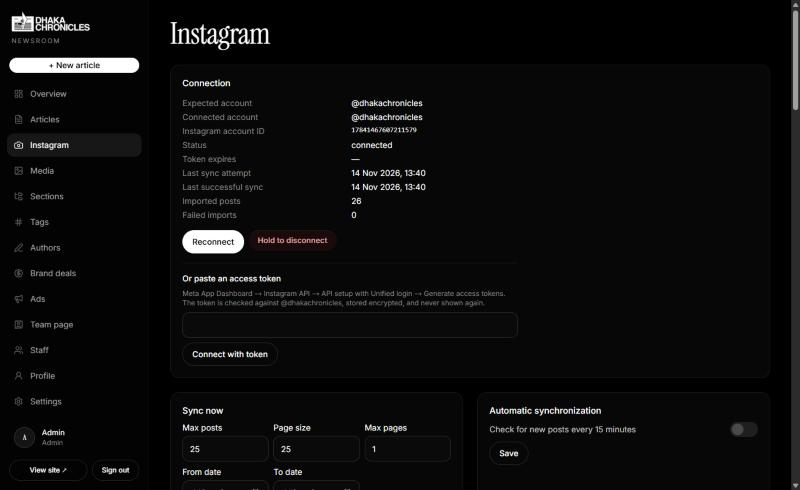 DHAKA
CHRONICLES
NEWSROOM
+ New article
Overview
Articles
Instagram
Media
Sections
Tags
Authors
Brand deals
Ads
Team page
Staff
Profile
Settings
A
Admin
Admin
View site ↗
Sign out
Instagram
Connection
Expected account @dhakachronicles
Connected account @dhakachronicles
Instagram account ID 17841467607211579
Status connected
Token expires —
Last sync attempt 14 Nov 2026, 13:40
Last successful sync 14 Nov 2026, 13:40
Imported posts 26
Failed imports 0
Reconnect
Hold to disconnect
Or paste an access token
Meta App Dashboard → Instagram API → API setup with Unified login → Generate access tokens.
The token is checked against @dhakachronicles, stored encrypted, and never shown again.
Connect with token
Sync now
Max posts Page size Max pages
25 25 1
From date To date
Automatic synchronization
Check for new posts every 15 minutes
Save